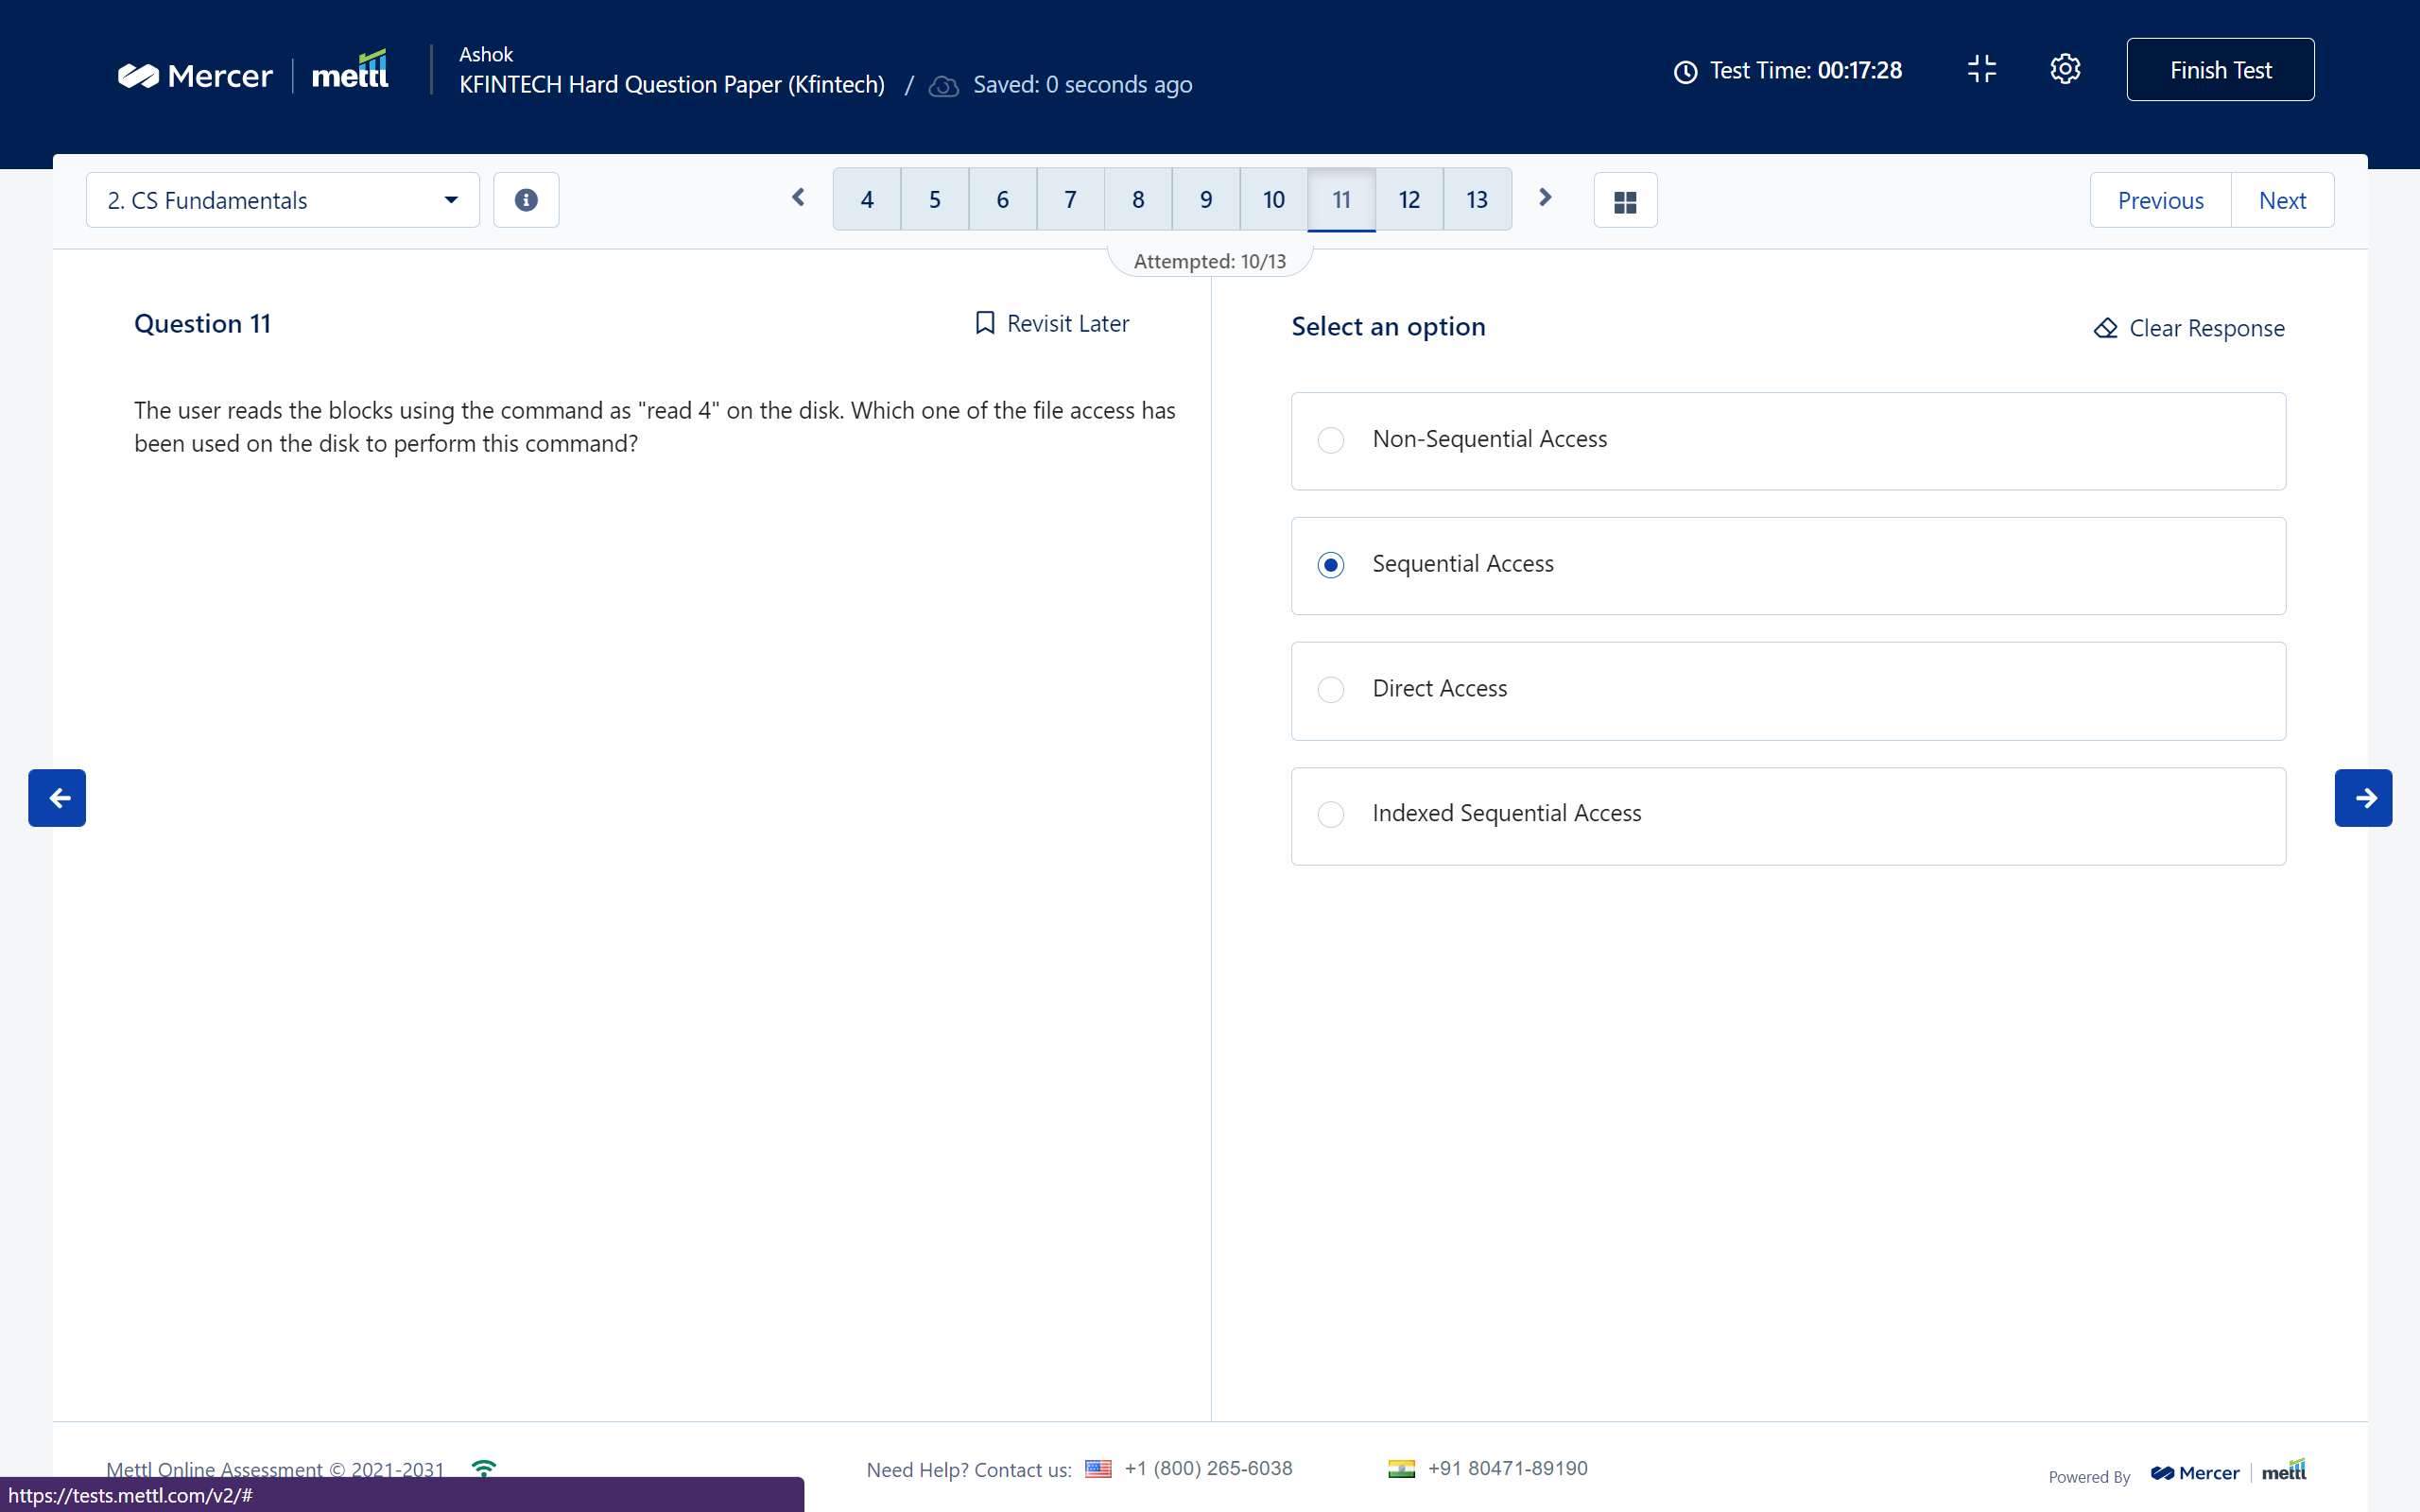 Mercer | mettl
Ashok
KFINTECH Hard Question Paper (Kfintech) / Saved: 0 seconds ago
Test Time: 00:17:28
Finish Test
2. CS Fundamentals
4 5 6 7 8 9 10 11 12 13
Previous Next
Attempted: 10/13
Question 11
Revisit Later
The user reads the blocks using the command as "read 4" on the disk. Which one of the file access has
been used on the disk to perform this command?
Select an option
Clear Response
Non-Sequential Access
Sequential Access
Direct Access
Indexed Sequential Access
Mettl Online Assessment © 2021-2031
Need Help? Contact us: +1 (800) 265-6038 +91 80471-89190
Powered By Mercer | mettl
https://tests.mettl.com/v2/#